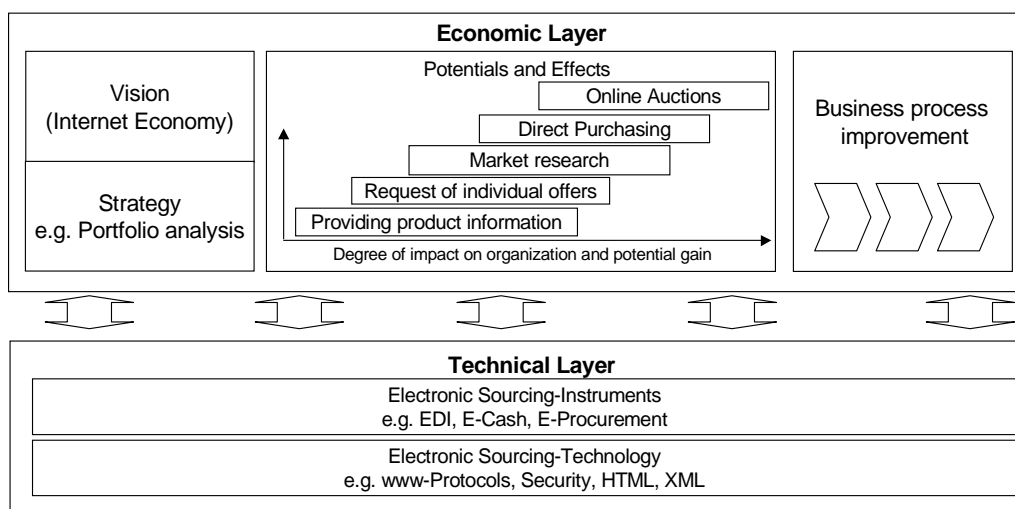 Economic Layer
Vision
(Internet Economy)
Strategy
e.g. Portfolio analysis
Potentials and Effects
Online Auctions
Direct Purchasing
Market research
Request of individual offers
Providing product information
Degree of impact on organization and potential gain
Business process
improvement
Technical Layer
Electronic Sourcing-Instruments
e.g. EDI, E-Cash, E-Procurement
Electronic Sourcing-Technology
e.g. www-Protocols, Security, HTML, XML